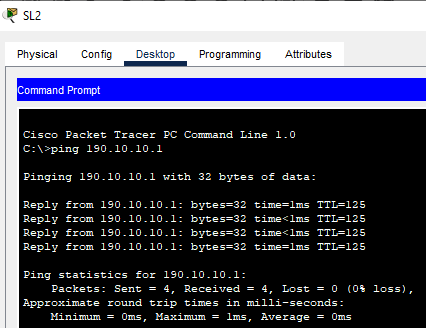 SL2
Physical Config Desktop Programming Attributes
Command Prompt
Cisco Packet Tracer PC Command Line 1.0
C:\>ping 190.10.10.1
Pinging 190.10.10.1 with 32 bytes of data:
Reply from 190.10.10.1: bytes=32 time=1ms TTL=125
Reply from 190.10.10.1: bytes=32 time<1ms TTL=125
Reply from 190.10.10.1: bytes=32 time<1ms TTL=125
Reply from 190.10.10.1: bytes=32 time=1ms TTL=125
Ping statistics for 190.10.10.1:
Packets: Sent = 4, Received = 4, Lost = 0 (0% loss),
Approximate round trip times in milli-seconds:
Minimum = 0ms, Maximum = 1ms, Average = 0ms